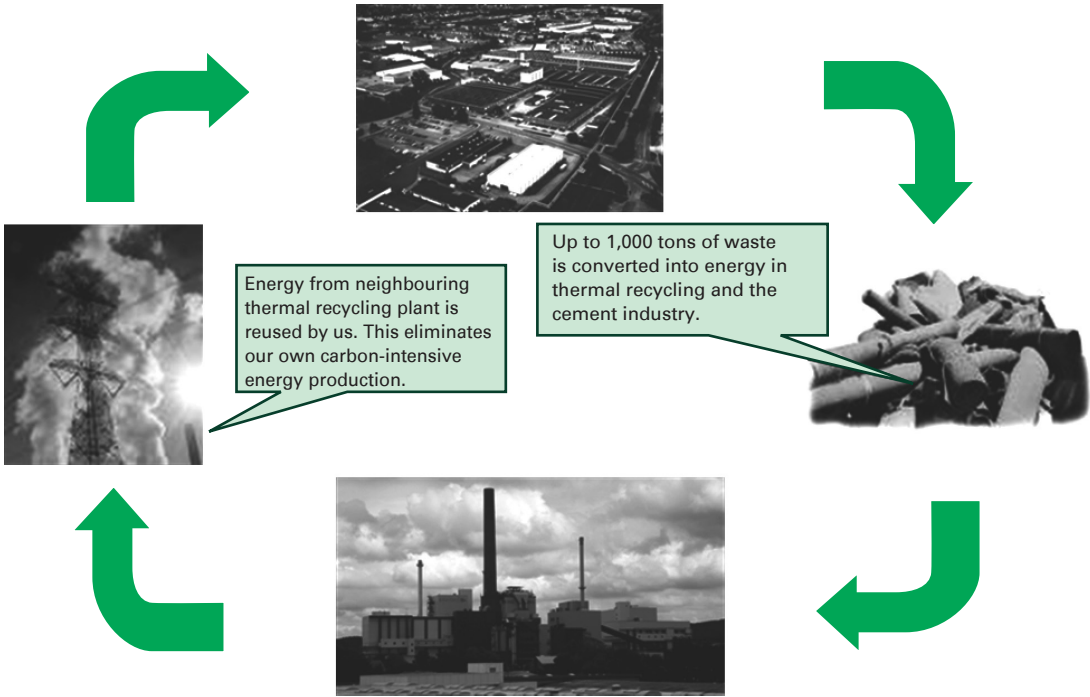 Up to 1,000 tons of waste
is converted into energy in
thermal recycling and the
cement industry.
Energy from neighbouring
thermal recycling plant is
reused by us. This eliminates
our own carbon-intensive
energy production.